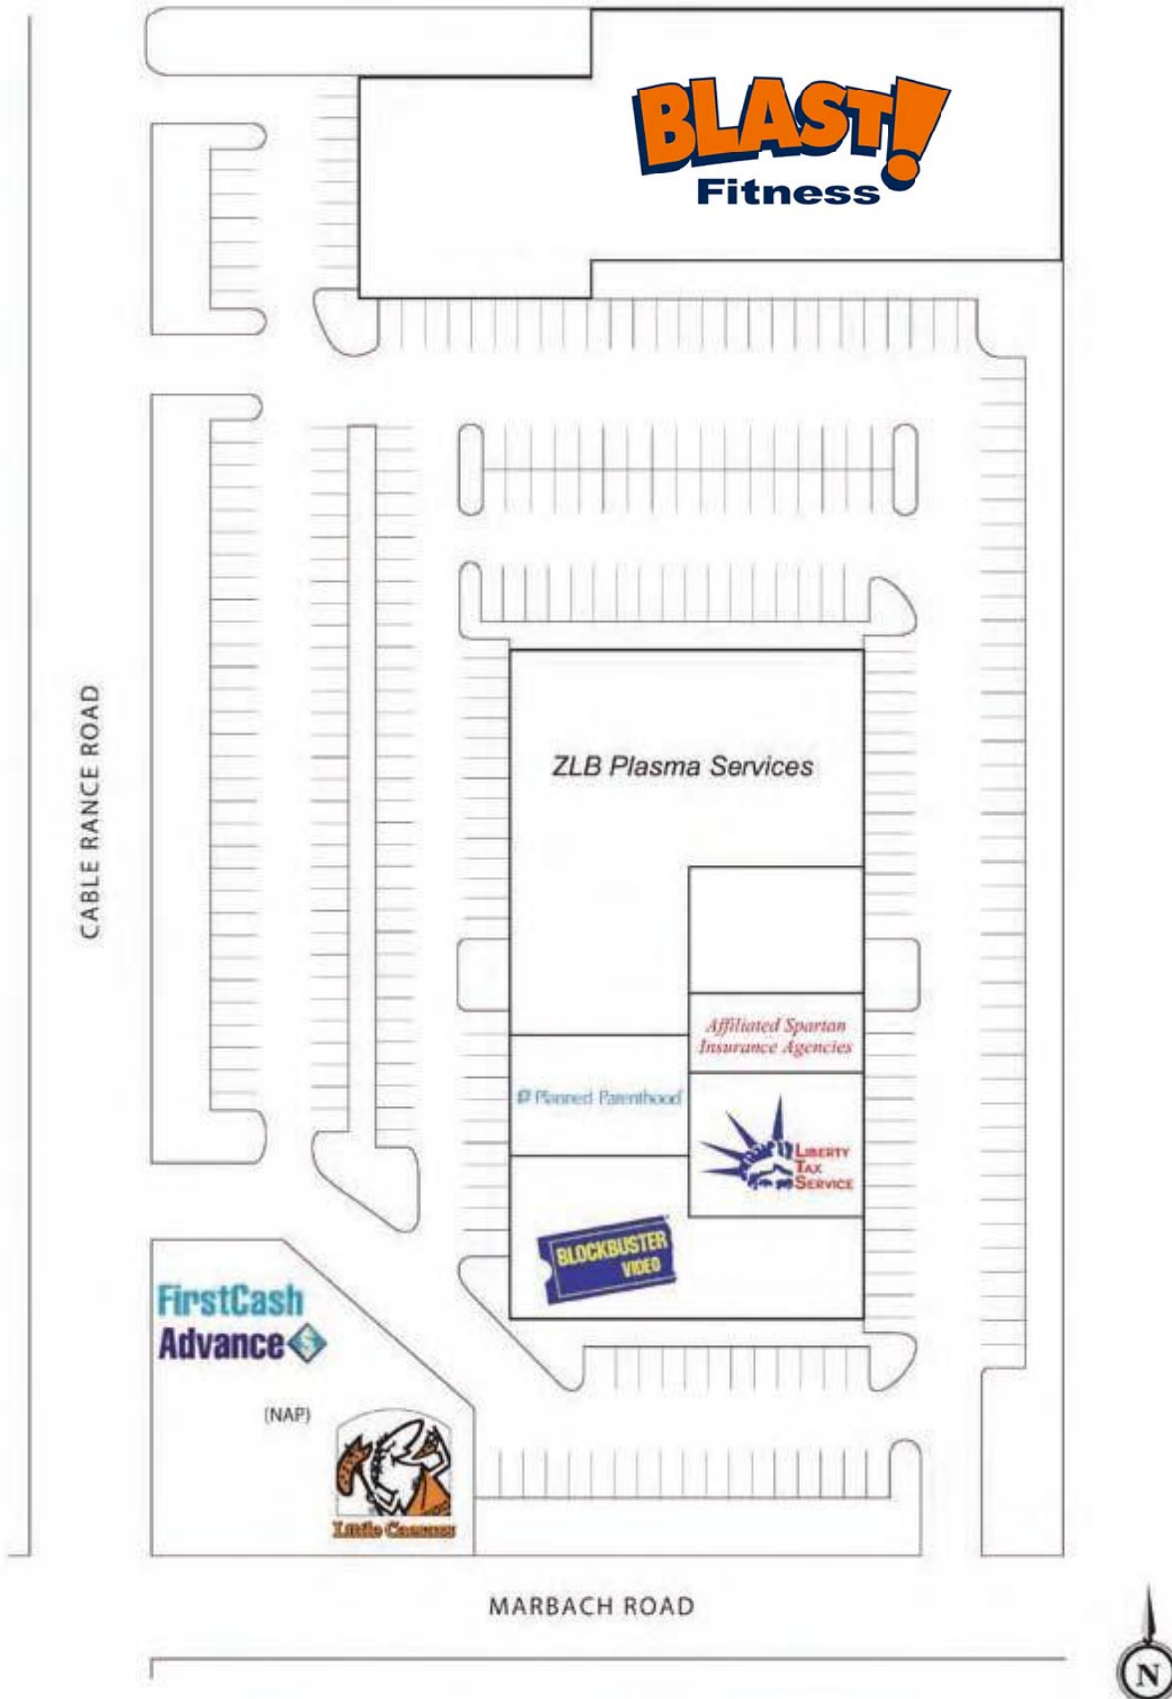 BLAST!
Fitness
CABLE RANCE ROAD
ZLB Plasma Services
Affiliated Spartan
Insurance Agencies
Planned Parenthood
LIBERTY
TAX
SERVICE
BLOCKBUSTER
VIDEO
FirstCash
Advance $
(NAP)
Little Caesars
MARBACH ROAD
N